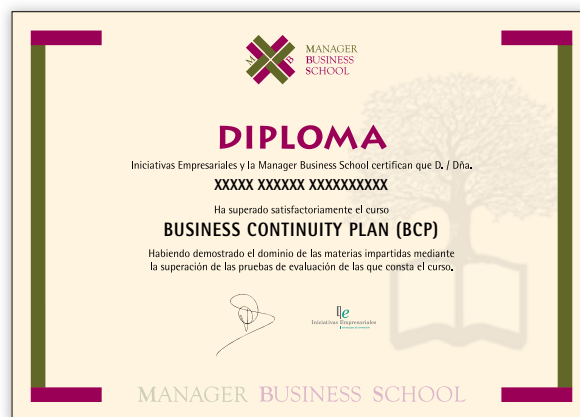 M B B S
MANAGER
BUSINESS
SCHOOL
DIPLOMA
Iniciativas Empresariales y la Manager Business School certifican que D. / Dña.
XXXXX XXXXXX XXXXXXXXXX
Ha superado satisfactoriamente el curso
BUSINESS CONTINUITY PLAN (BCP)
Habiendo demostrado el dominio de las materias impartidas mediante
la superación de las pruebas de evaluación de las que consta el curso.
Iniciativas Empresariales
MANAGER BUSINESS SCHOOL